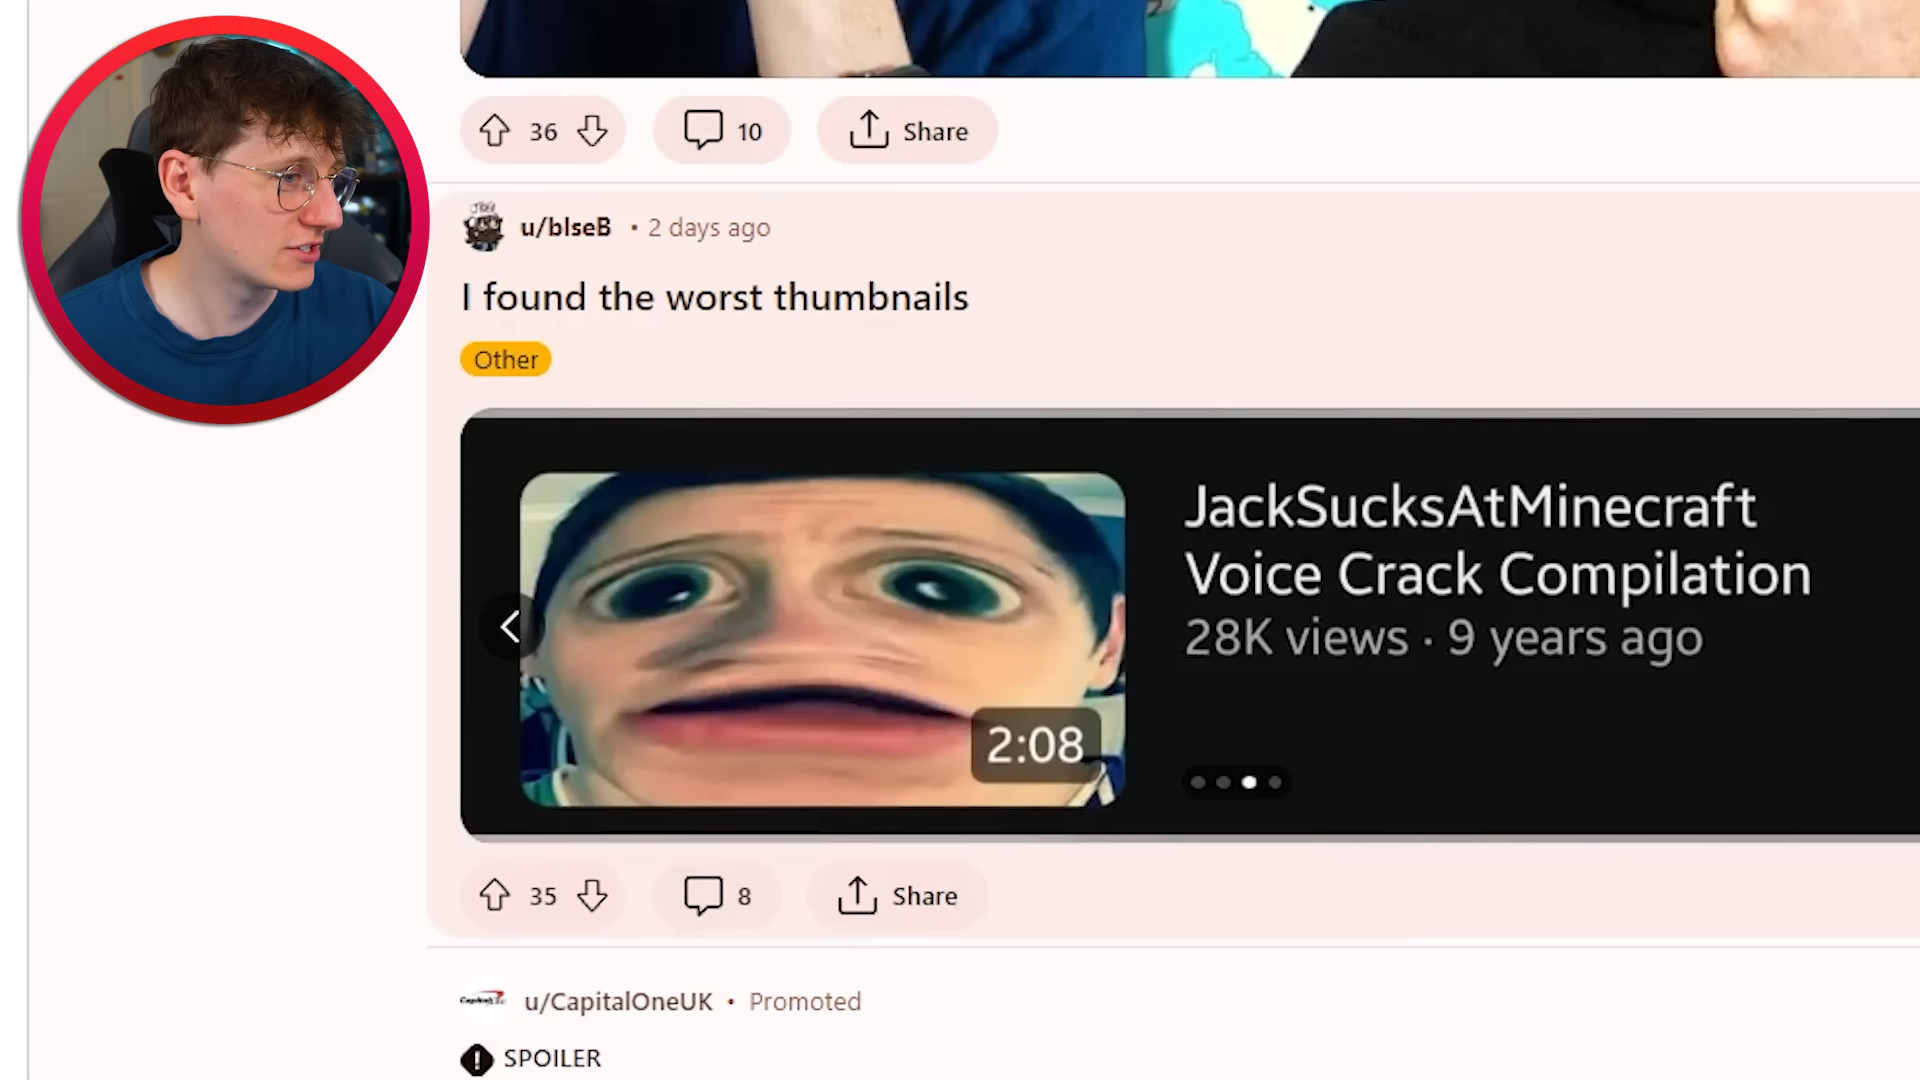 36
10
Share
u/blseB • 2 days ago
I found the worst thumbnails
Other
JackSucksAtMinecraft
Voice Crack Compilation
28K views · 9 years ago
2:08
35
8
Share
u/CapitalOneUK • Promoted
SPOILER